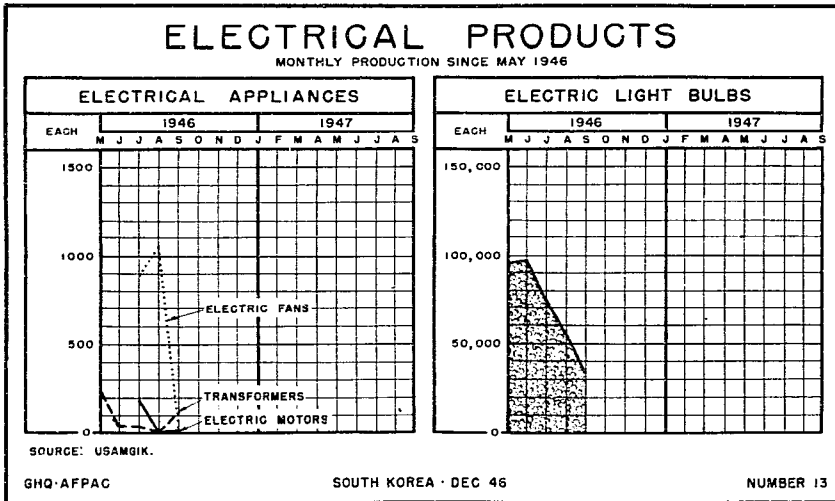 ELECTRICAL PRODUCTS
MONTHLY PRODUCTION SINCE MAY 1946
ELECTRICAL APPLIANCES
EACH
1946 1947
M J J A S O N D J F M A M J J A S
1500
1000
500
0
ELECTRIC FANS
TRANSFORMERS
ELECTRIC MOTORS
ELECTRIC LIGHT BULBS
EACH
1946 1947
M J J A S O N D J F M A M J J A S
150,000
100,000
50,000
0
SOURCE: USAMGIK.
GHQ·AFPAC SOUTH KOREA · DEC 46 NUMBER 13